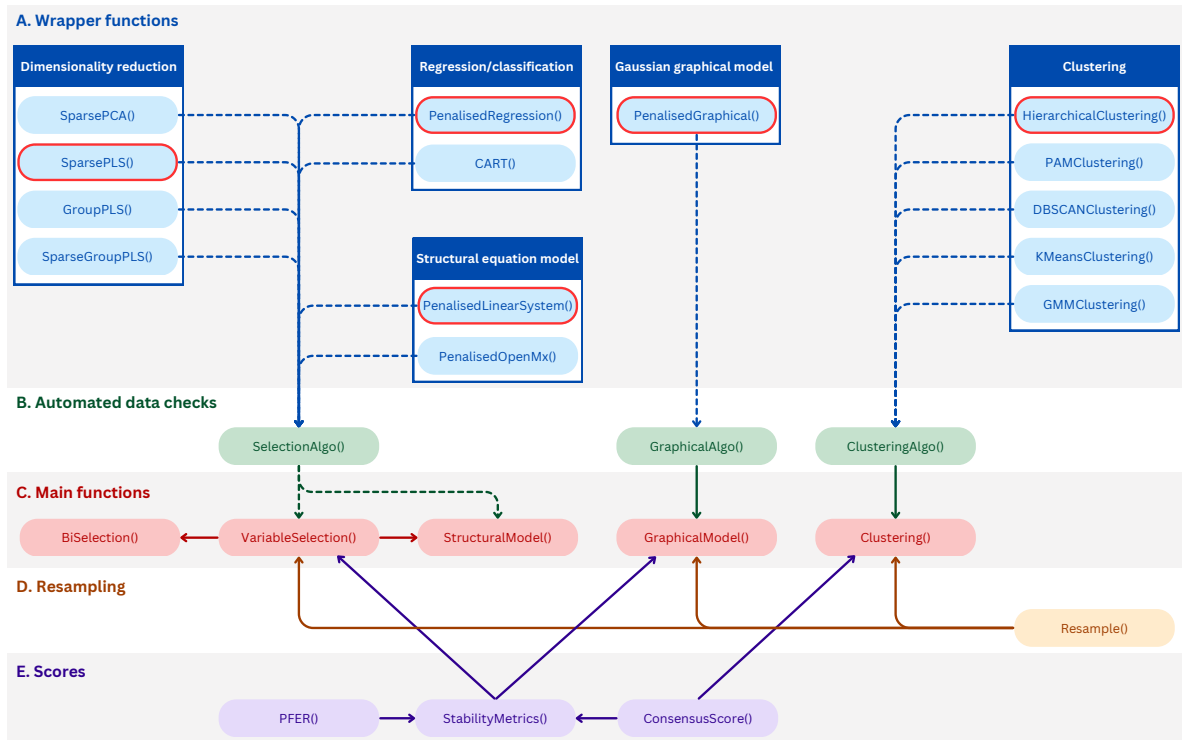 A. Wrapper functions
Dimensionality reduction
SparsePCA()
SparsePLS()
GroupPLS()
SparseGroupPLS()
Regression/classification
PenalisedRegression()
CART()
Structural equation model
PenalisedLinearSystem()
PenalisedOpenMx()
Gaussian graphical model
PenalisedGraphical()
Clustering
HierarchicalClustering()
PAMClustering()
DBSCANClustering()
KMeansClustering()
GMMClustering()
B. Automated data checks
SelectionAlgo()
GraphicalAlgo()
ClusteringAlgo()
C. Main functions
BiSelection()
VariableSelection()
StructuralModel()
GraphicalModel()
Clustering()
D. Resampling
Resample()
E. Scores
PFER()
StabilityMetrics()
ConsensusScore()